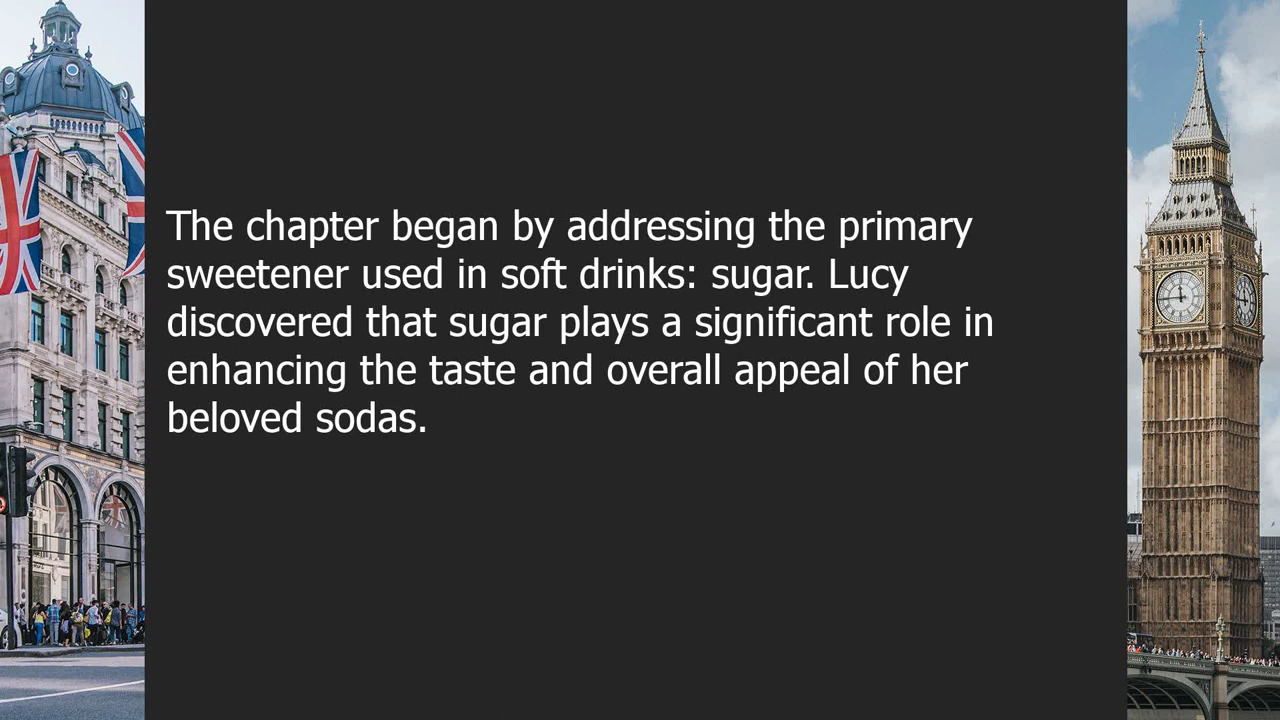 The chapter began by addressing the primary
sweetener used in soft drinks: sugar. Lucy
discovered that sugar plays a significant role in
enhancing the taste and overall appeal of her
beloved sodas.